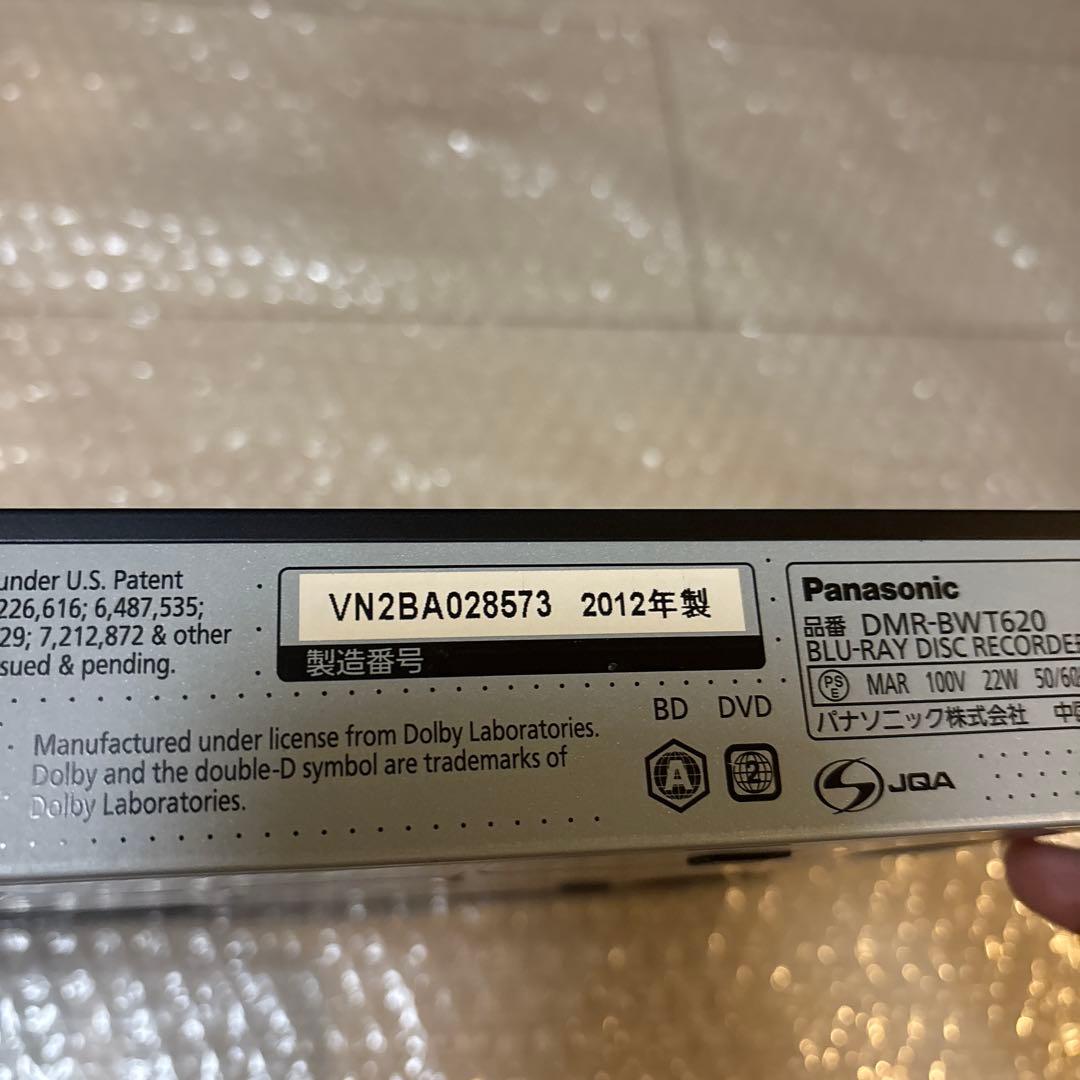 under U.S. Patent
226,616; 6,487,535;
29; 7,212,872 & other
sued & pending.
VN2BA028573 2012年製
製造番号
Manufactured under license from Dolby Laboratories.
Dolby and the double-D symbol are trademarks of
Dolby Laboratories.
BD DVD
A 2
Panasonic
品番 DMR-BWT620
BLU-RAY DISC RECORDER
PS E MAR 100V 22W 50/60
パナソニック株式会社 中国
JQA